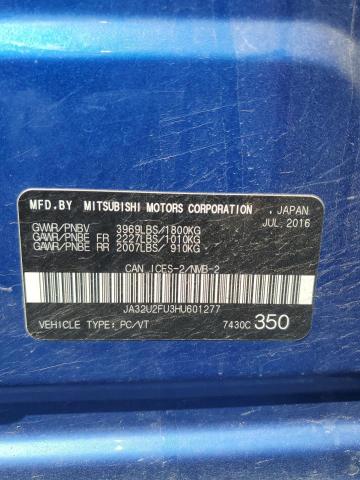 MFD.BY MITSUBISHI MOTORS CORPORATION , JAPAN
JUL, 2016
GVWR/PNBV 3969LBS/1800KG
GAWR/PNBE FR 2227LBS/1010KG
GAWR/PNBE RR 2007LBS/ 910KG
CAN ICES-2/NMB-2
JA32U2FU3HU601277
VEHICLE TYPE: PC/VT 7430C 350